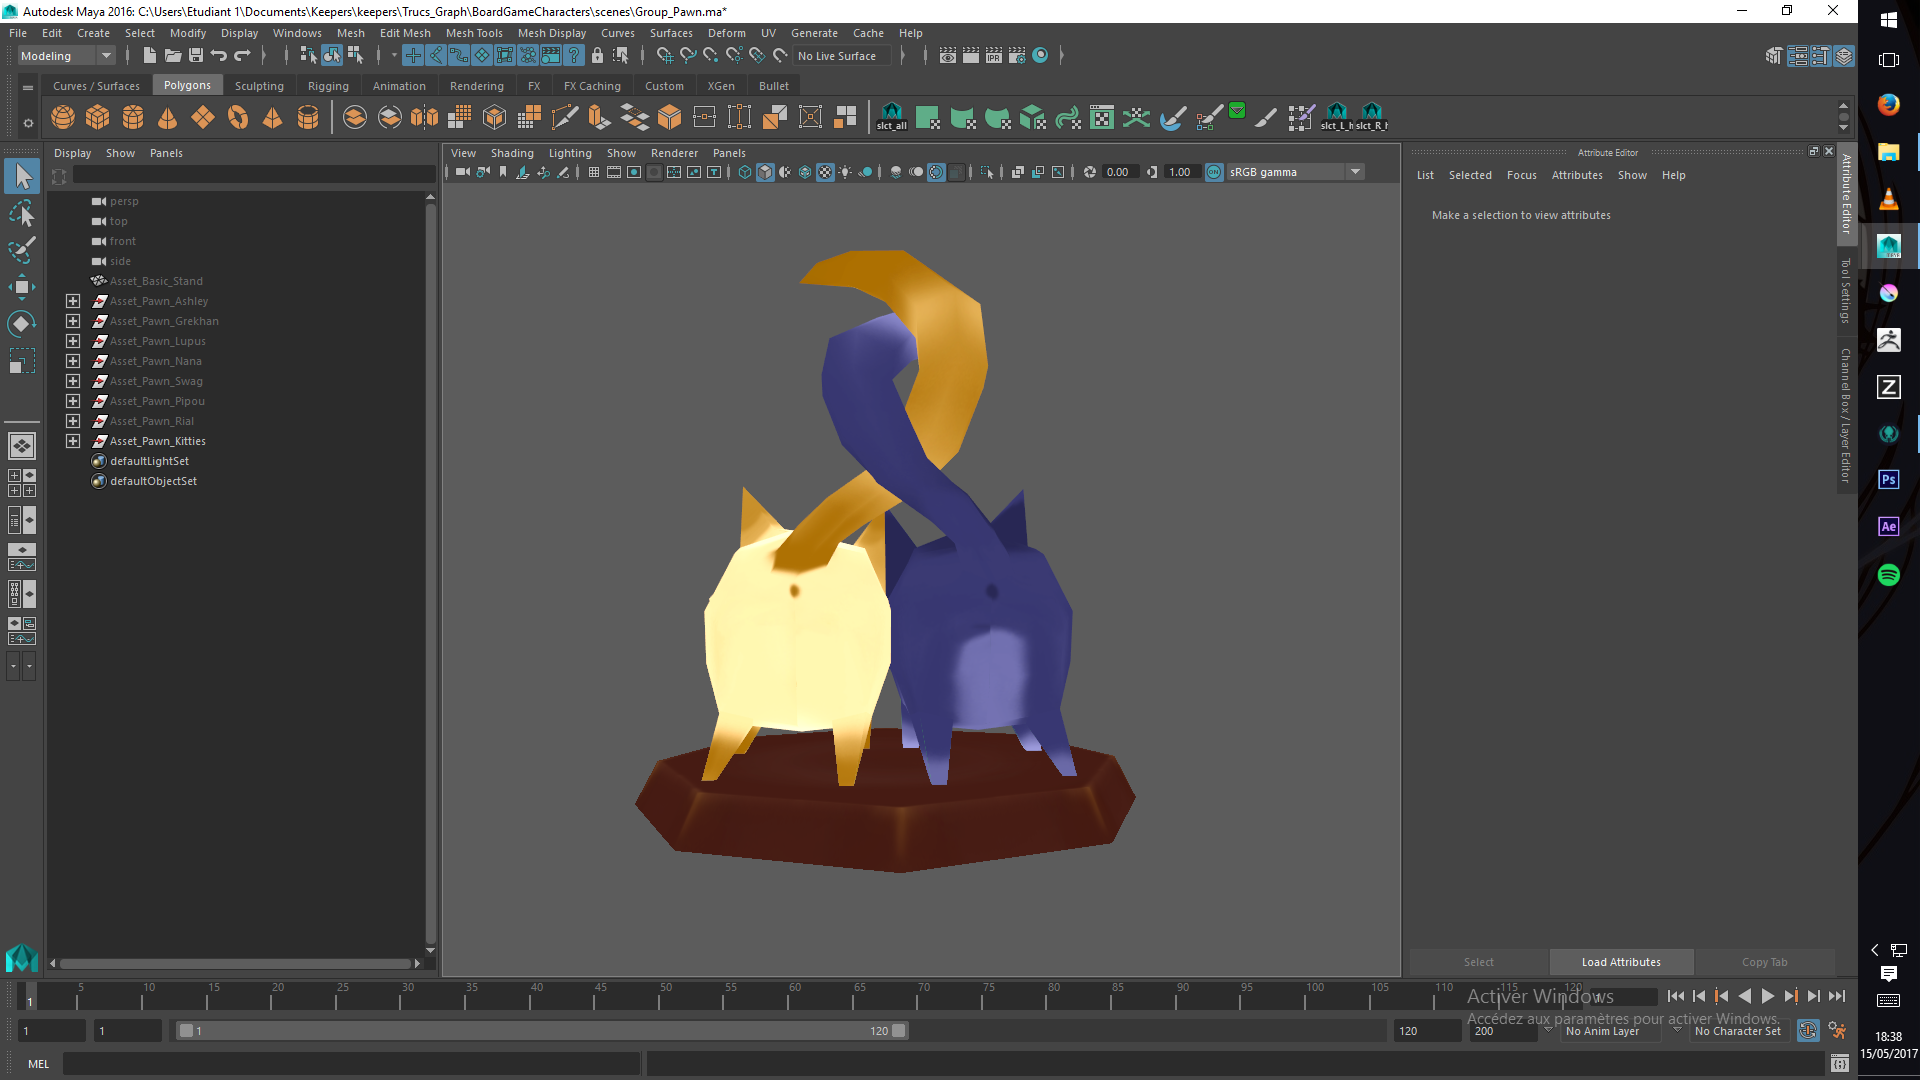 Autodesk Maya 2016: C:\Users\Etudiant 1\Documents\Keepers\keepers\Trucs_Graph\BoardGameCharacters\scenes\Group_Pawn.ma*
File Edit Create Select Modify Display Windows Mesh Edit Mesh Mesh Tools Mesh Display Curves Surfaces Deform UV Generate Cache Help
Modeling
No Live Surface
IPR
Curves / Surfaces Polygons Sculpting Rigging Animation Rendering FX FX Caching Custom XGen Bullet
slct_all
slct_L_h
slct_R_h
Display Show Panels
persp
top
front
side
Asset_Basic_Stand
Asset_Pawn_Ashley
Asset_Pawn_Grekhan
Asset_Pawn_Lupus
Asset_Pawn_Nana
Asset_Pawn_Swag
Asset_Pawn_Pipou
Asset_Pawn_Rial
Asset_Pawn_Kitties
defaultLightSet
defaultObjectSet
View Shading Lighting Show Renderer Panels
0.00
1.00
ON
sRGB gamma
Attribute Editor
List Selected Focus Attributes Show Help
Make a selection to view attributes
Attribute Editor
Tool Settings
Channel Box / Layer Editor
Select
Load Attributes
Copy Tab
Z
Ps
Ae
1
5 10 15 20 25 30 35 40 45 50 55 60 65 70 75 80 85 90 95 100 105 110 115 120
1
1
1
1
120
120
200
No Anim Layer
No Character Set
Activer Windows
Accédez aux paramètres pour activer Windows.
MEL
18:38
15/05/2017